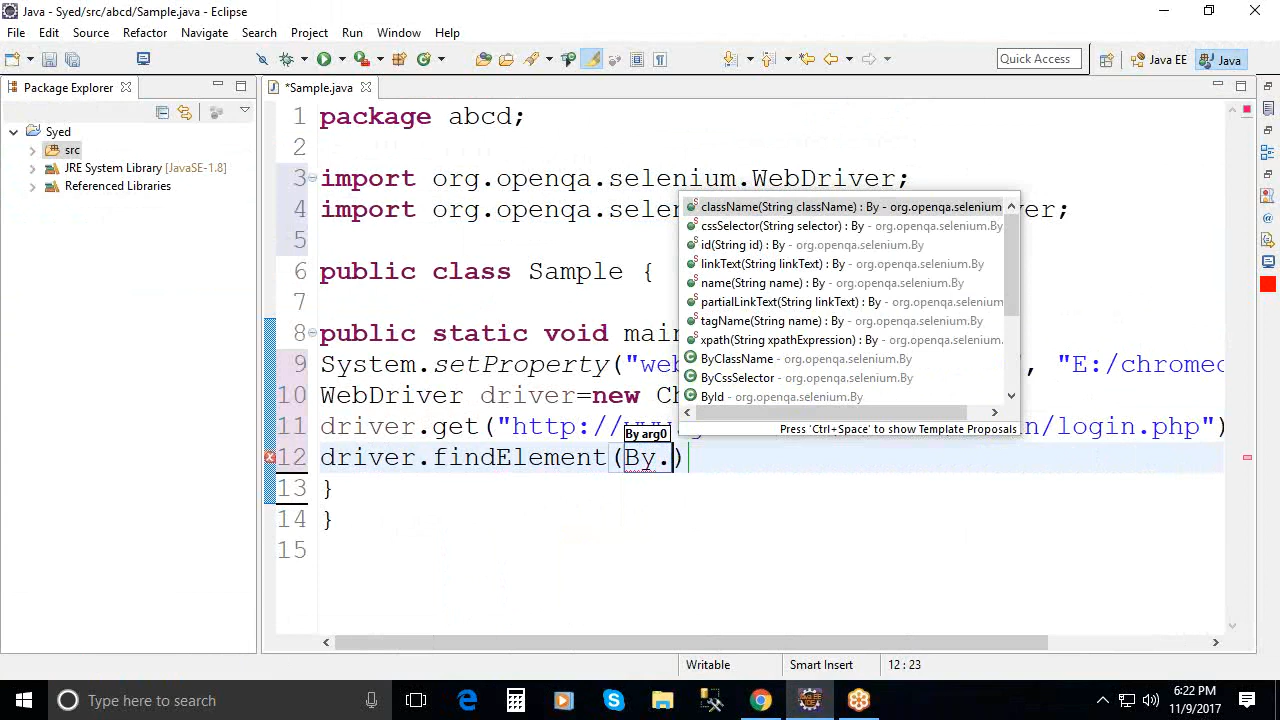 Java - Syed/src/abcd/Sample.java - Eclipse
File Edit Source Refactor Navigate Search Project Run Window Help
Quick Access
Java EE
Java
Package Explorer
*Sample.java
Syed
src
JRE System Library [JavaSE-1.8]
Referenced Libraries
1 package abcd;
2
3 import org.openqa.selenium.WebDriver;
4 import org.openqa.sele
ver;
5
6 public class Sample {
7
8 public static void main
9 System.setProperty("web
, "E:/chromed
10 WebDriver driver=new Ch
11 driver.get("http://
n/login.php")
12 driver.findElement(By.)
13 }
14 }
15
className(String className) : By - org.openqa.selenium
cssSelector(String selector) : By - org.openqa.selenium.By
id(String id) : By - org.openqa.selenium.By
linkText(String linkText) : By - org.openqa.selenium.By
name(String name) : By - org.openqa.selenium.By
partialLinkText(String linkText) : By - org.openqa.selenium
tagName(String name) : By - org.openqa.selenium.By
xpath(String xpathExpression) : By - org.openqa.selenium.
ByClassName - org.openqa.selenium.By
ByCssSelector - org.openqa.selenium.By
ById - org.openqa.selenium.By
Press 'Ctrl+Space' to show Template Proposals
By arg0
Writable
Smart Insert
12 : 23
Type here to search
6:22 PM
11/9/2017